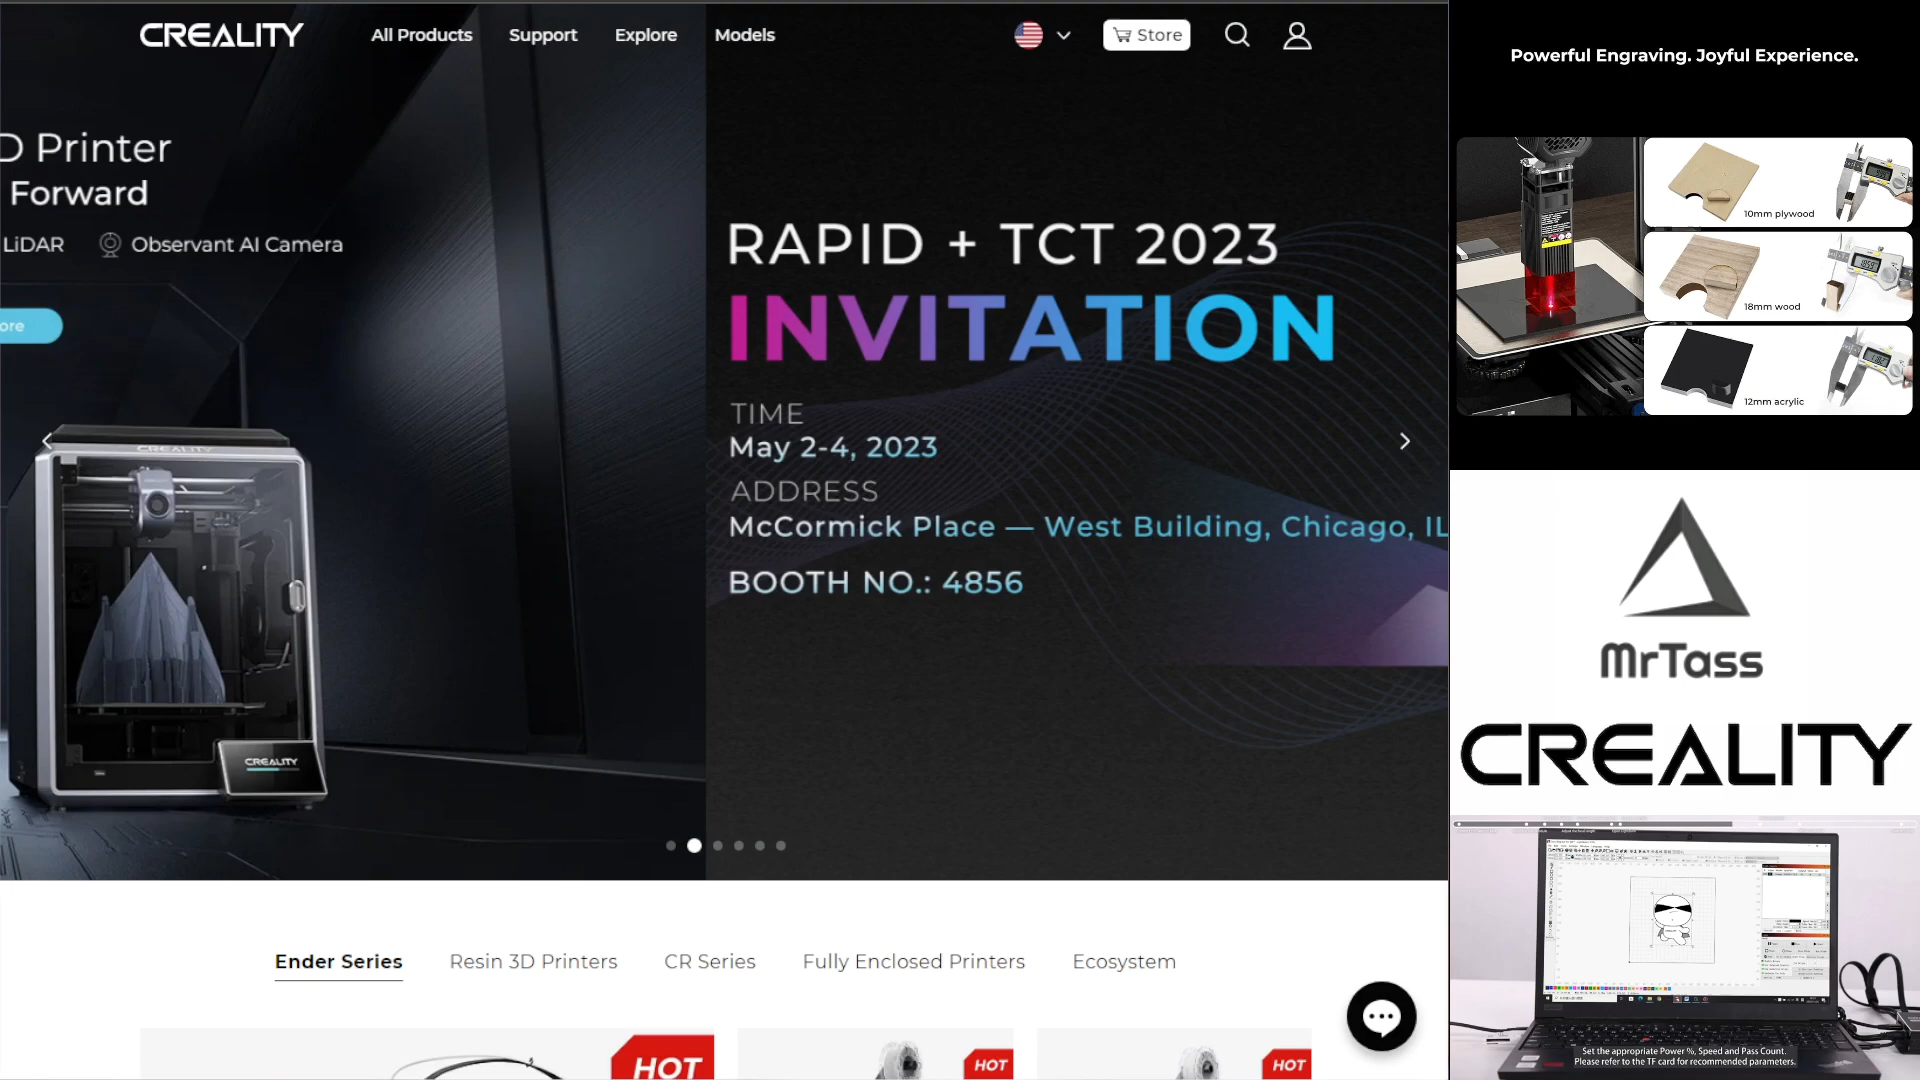 CREALITY
All Products
Support
Explore
Models
Store
D Printer
Forward
LiDAR
Observant AI Camera
ore
RAPID + TCT 2023
INVITATION
TIME
May 2-4, 2023
ADDRESS
McCormick Place — West Building, Chicago, IL
BOOTH NO.: 4856
CREALITY
CREALITY
Ender Series
Resin 3D Printers
CR Series
Fully Enclosed Printers
Ecosystem
HOT
HOT
HOT
Powerful Engraving. Joyful Experience.
10mm plywood
18mm wood
12mm acrylic
MrTass
CREALITY
Set the appropriate Power %, Speed and Pass Count.
Please refer to the TF card for recommended parameters.